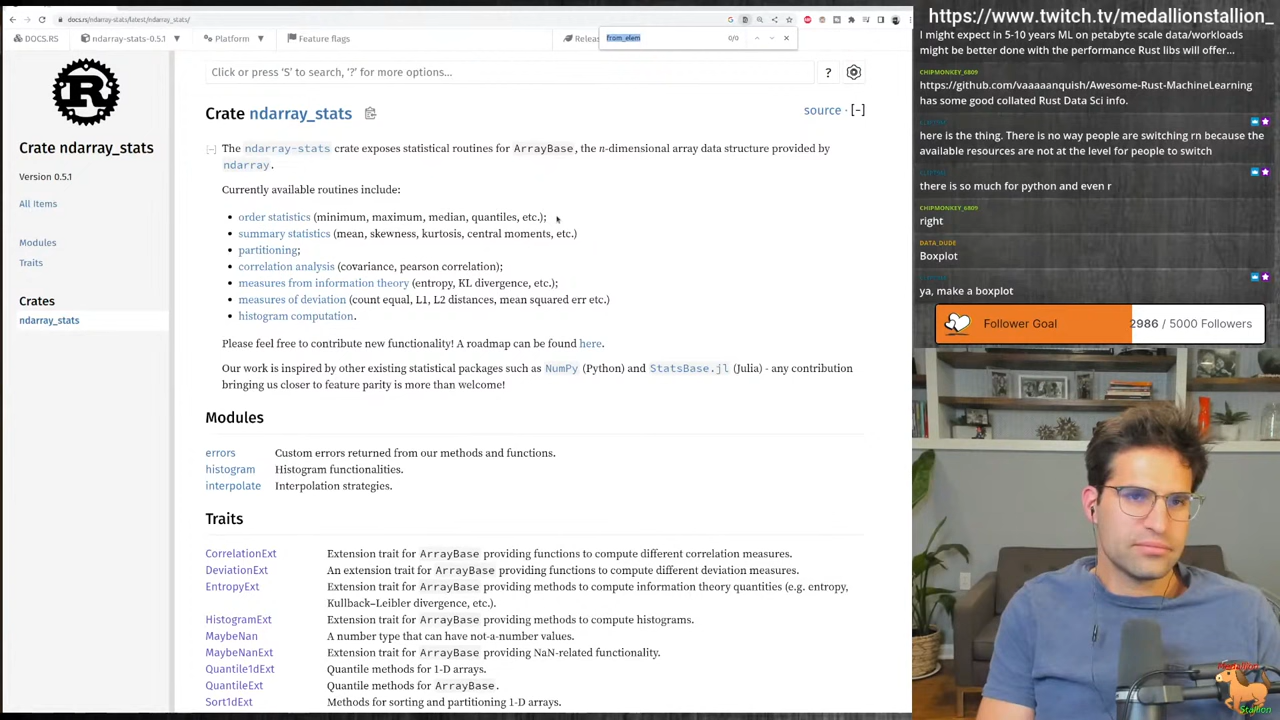 docs.rs/ndarray-stats/latest/ndarray_stats/
DOCS.RS
ndarray-stats-0.5.1
Platform
Feature flags
Relea
from_elem
0/0
Click or press 'S' to search, '?' for more options…
?
Crate ndarray_stats
Version 0.5.1
All Items
Modules
Traits
Crates
ndarray_stats
Crate ndarray_stats
source · [-]
[-] The ndarray-stats crate exposes statistical routines for ArrayBase, the n-dimensional array data structure provided by
ndarray.
Currently available routines include:
order statistics (minimum, maximum, median, quantiles, etc.);
summary statistics (mean, skewness, kurtosis, central moments, etc.)
partitioning;
correlation analysis (covariance, pearson correlation);
measures from information theory (entropy, KL divergence, etc.);
measures of deviation (count equal, L1, L2 distances, mean squared err etc.)
histogram computation.
Please feel free to contribute new functionality! A roadmap can be found here.
Our work is inspired by other existing statistical packages such as NumPy (Python) and StatsBase.jl (Julia) - any contribution
bringing us closer to feature parity is more than welcome!
Modules
errors Custom errors returned from our methods and functions.
histogram Histogram functionalities.
interpolate Interpolation strategies.
Traits
CorrelationExt Extension trait for ArrayBase providing functions to compute different correlation measures.
DeviationExt An extension trait for ArrayBase providing functions to compute different deviation measures.
EntropyExt Extension trait for ArrayBase providing methods to compute information theory quantities (e.g. entropy,
Kullback–Leibler divergence, etc.).
HistogramExt Extension trait for ArrayBase providing methods to compute histograms.
MaybeNan A number type that can have not-a-number values.
MaybeNanExt Extension trait for ArrayBase providing NaN-related functionality.
Quantile1dExt Quantile methods for 1-D arrays.
QuantileExt Quantile methods for ArrayBase.
Sort1dExt Methods for sorting and partitioning 1-D arrays.
https://www.twitch.tv/medallionstallion_
I might expect in 5-10 years ML on petabyte scale data/workloads
might be better done with the performance Rust libs will offer...
CHIPMONKEY_6809
https://github.com/vaaaaanquish/Awesome-Rust-MachineLearning
has some good collated Rust Data Sci info.
here is the thing. There is no way people are switching rn because the
available resources are not at the level for people to switch
there is so much for python and even r
CHIPMONKEY_6809
right
DATA_DUDE
Boxplot
ya, make a boxplot
Follower Goal
2986 / 5000 Followers
Medallion
Stallion